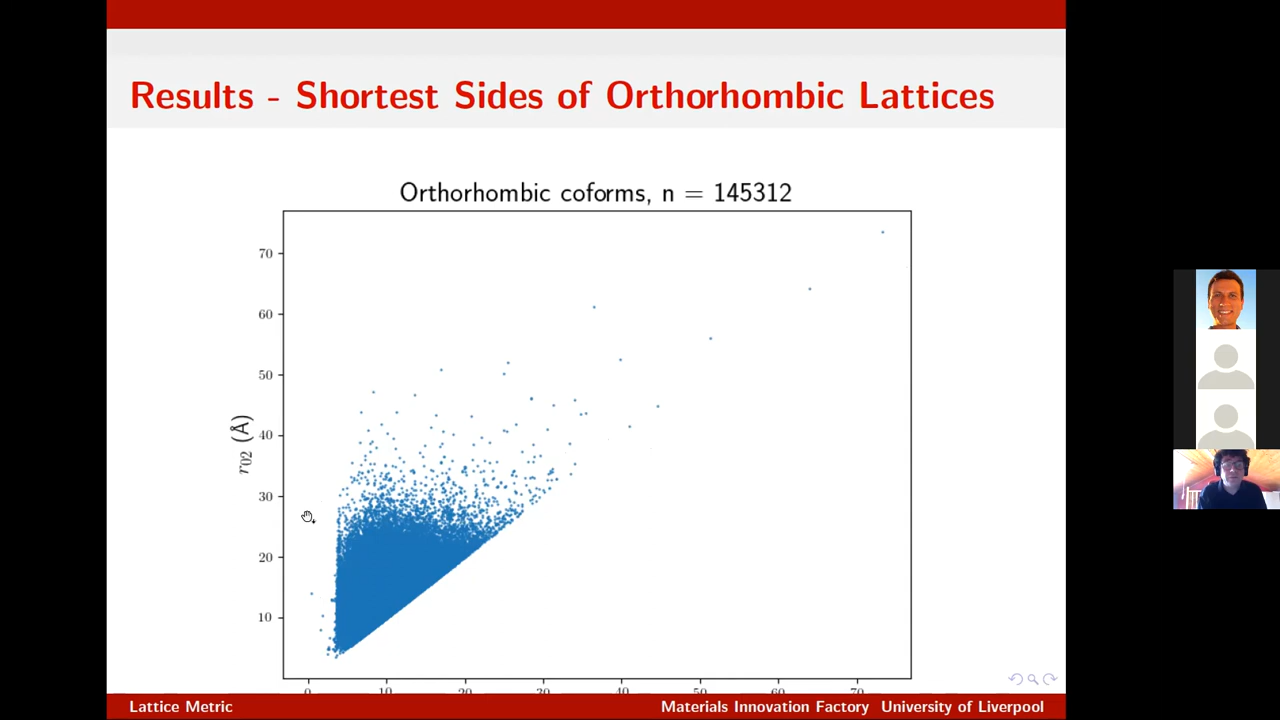 Results - Shortest Sides of Orthorhombic Lattices
Orthorhombic coforms, n = 145312
70
60
50
40
30
20
10
r02 (Å)
0 10 20 30 40 50 60 70
Lattice Metric
Materials Innovation Factory University of Liverpool